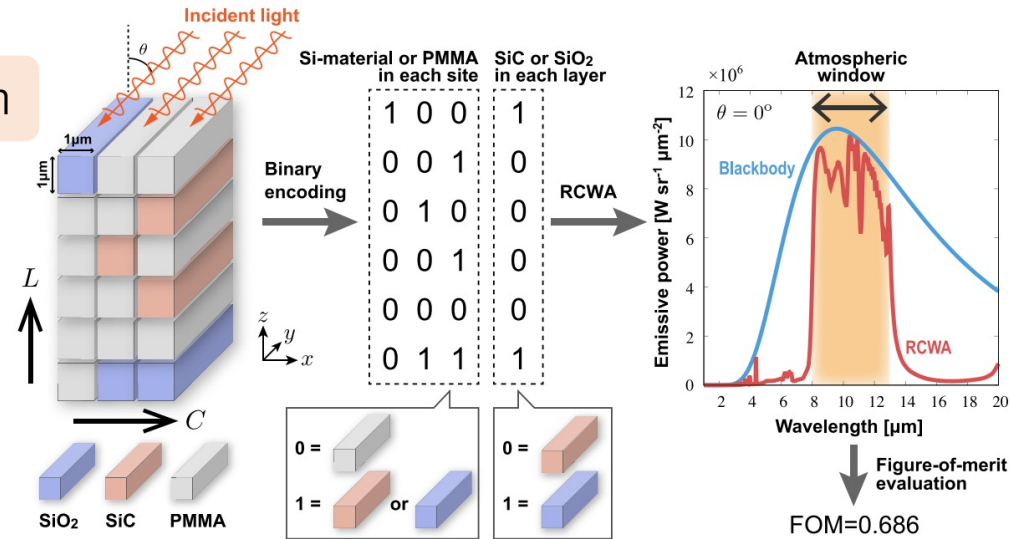 n
Incident light
θ
1μm
1μm
L
C
z
y
x
SiO2
SiC
PMMA
Binary
encoding
Si-material or PMMA
in each site
SiC or SiO2
in each layer
1 0 0 1
0 0 1 0
0 1 0 0
0 0 1 0
0 0 0 0
0 1 1 1
0 =
1 =
or
0 =
1 =
RCWA
Atmospheric
window
×10⁶
θ = 0°
Blackbody
RCWA
Emissive power [W sr⁻¹ μm⁻²]
12
10
8
6
4
2
0
2 4 6 8 10 12 14 16 18 20
Wavelength [μm]
Figure-of-merit
evaluation
FOM=0.686